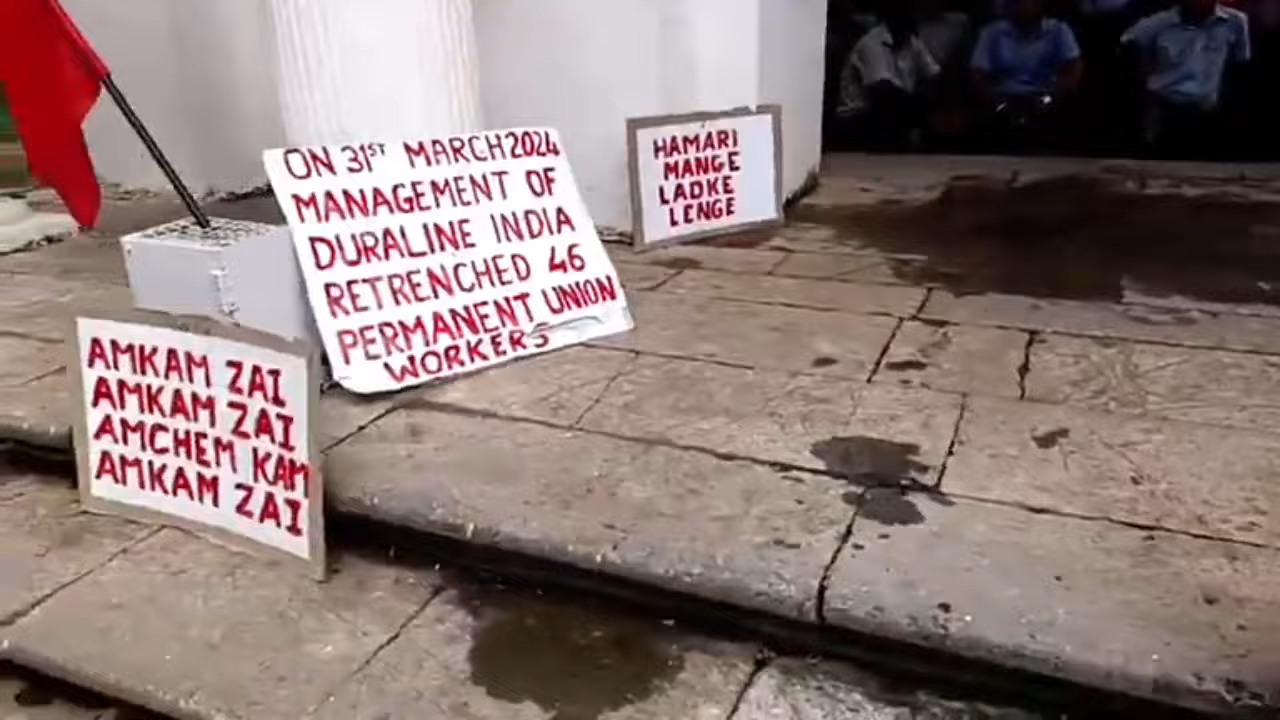 ON 31ST MARCH 2024
MANAGEMENT OF
DURALINE INDIA
RETRENCHED 46
PERMANENT UNION
WORKERS
HAMARI
MANGE
LADKE
LENGE
AMKAM ZAI
AMKAM ZAI
AMCHEM KAM
AMKAM ZAI